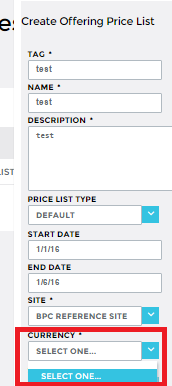 es
Create Offering Price List
TAG *
test
NAME *
test
DESCRIPTION *
test
IST
PRICE LIST TYPE
DEFAULT
START DATE
1/1/16
END DATE
1/6/16
SITE *
BPC REFERENCE SITE
CURRENCY *
SELECT ONE...
SELECT ONE...